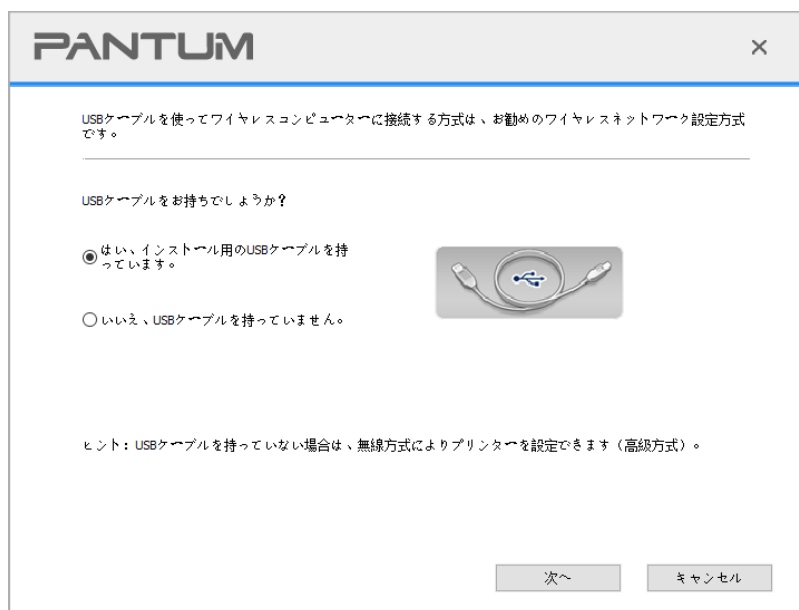 PANTUM
USBケーブルを使ってワイヤレスコンピューターに接続する方式は、お勧めのワイヤレスネットワーク設定方式
です。
USBケーブルをお持ちでしょうか?
はい、インストール用のUSBケーブルを持
っています。
いいえ、USBケーブルを持っていません。
ヒント：USBケーブルを持っていない場合は、無線方式によりプリンターを設定できます（高級方式）。
次へ
キャンセル